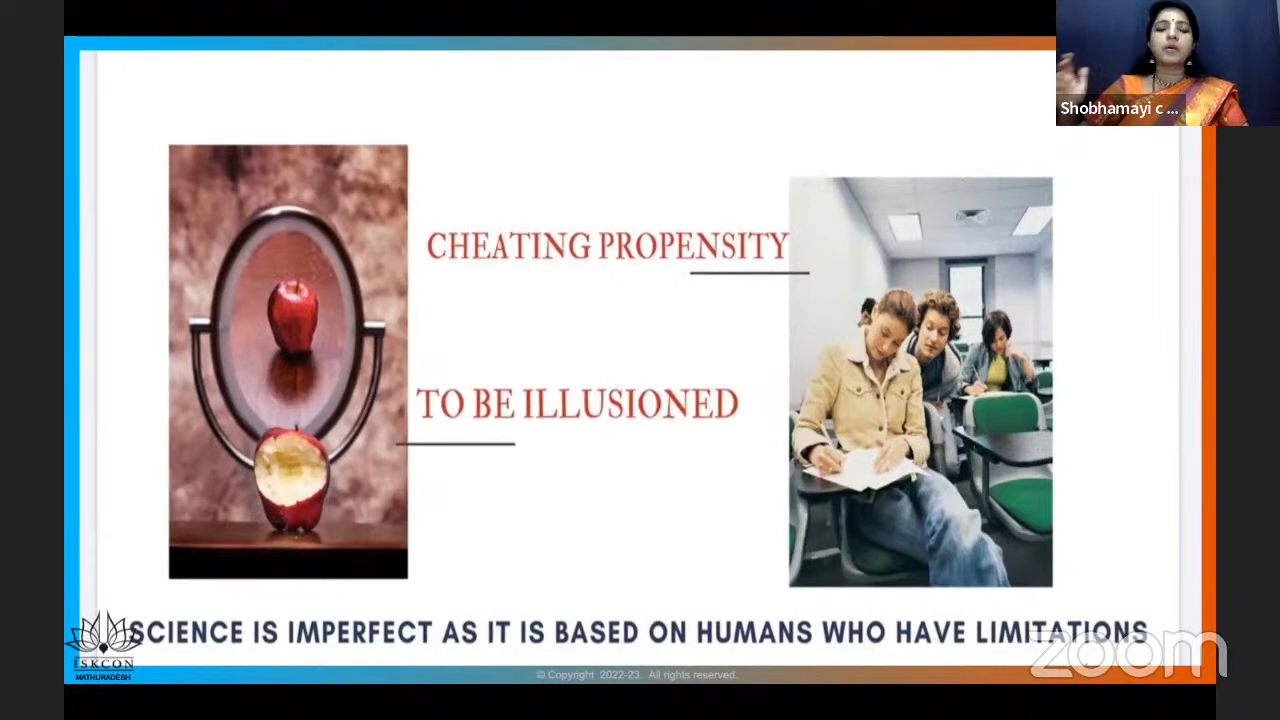 Shobhamayi c ...
CHEATING PROPENSITY
TO BE ILLUSIONED
SCIENCE IS IMPERFECT AS IT IS BASED ON HUMANS WHO HAVE LIMITATIONS
ISKCON
MATHURADESH
zoom
© Copyright 2022-23. All rights reserved.